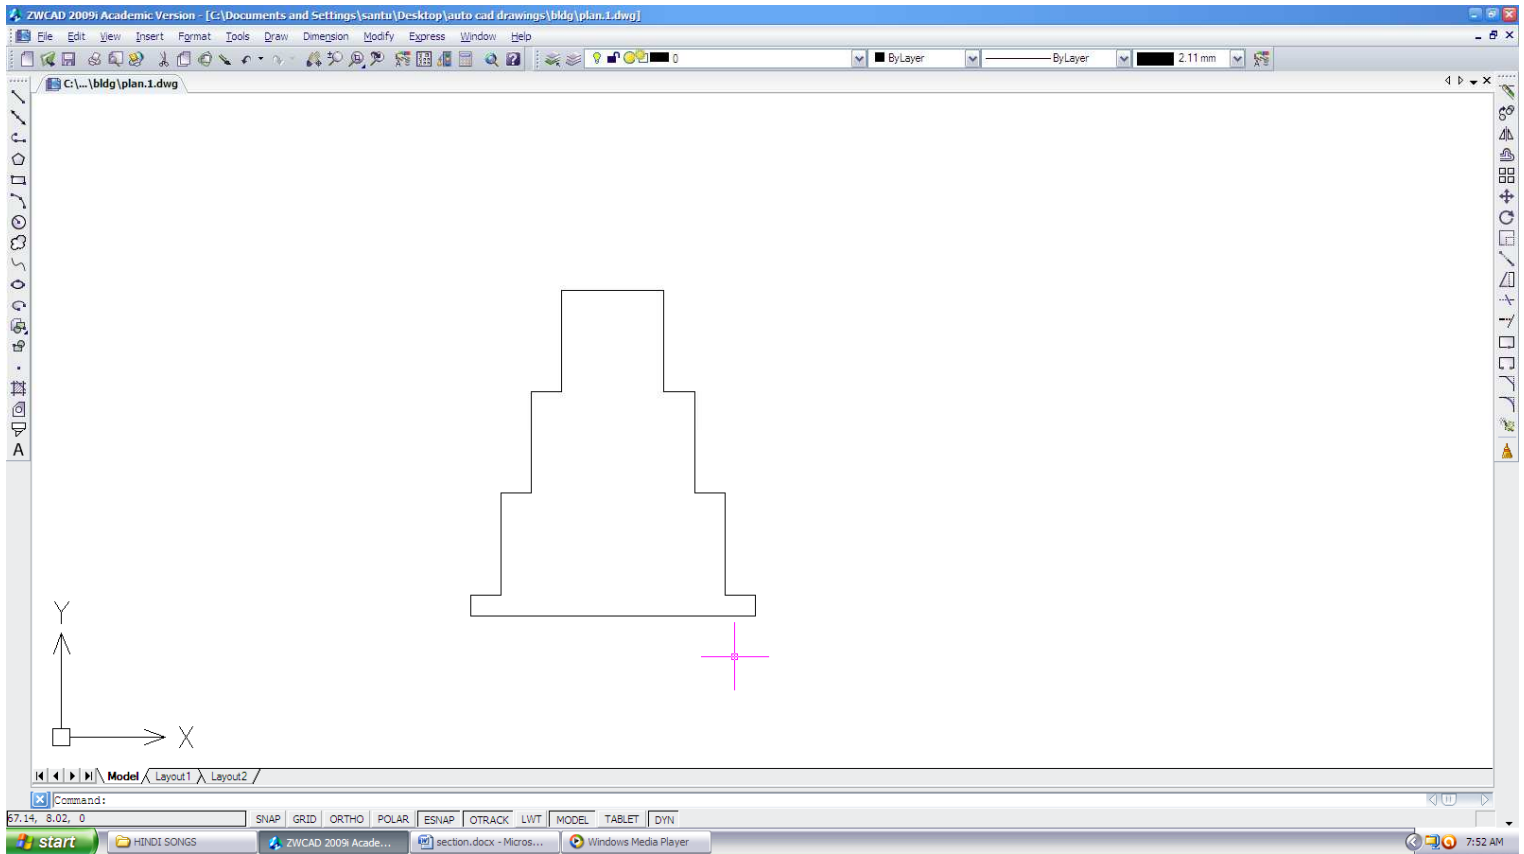 ZWCAD 2009i Academic Version - [C:\Documents and Settings\santu\Desktop\auto cad drawings\bldg\plan.1.dwg]
File Edit View Insert Format Tools Draw Dimension Modify Express Window Help
0 ByLayer ByLayer 2.11 mm
C:\...\bldg\plan.1.dwg
Y
X
Model Layout1 Layout2
Command:
67.14, 8.02, 0 SNAP GRID ORTHO POLAR ESNAP OTRACK LWT MODEL TABLET DYN
start HINDI SONGS ZWCAD 2009i Acade... section.docx - Micros... Windows Media Player 7:52 AM